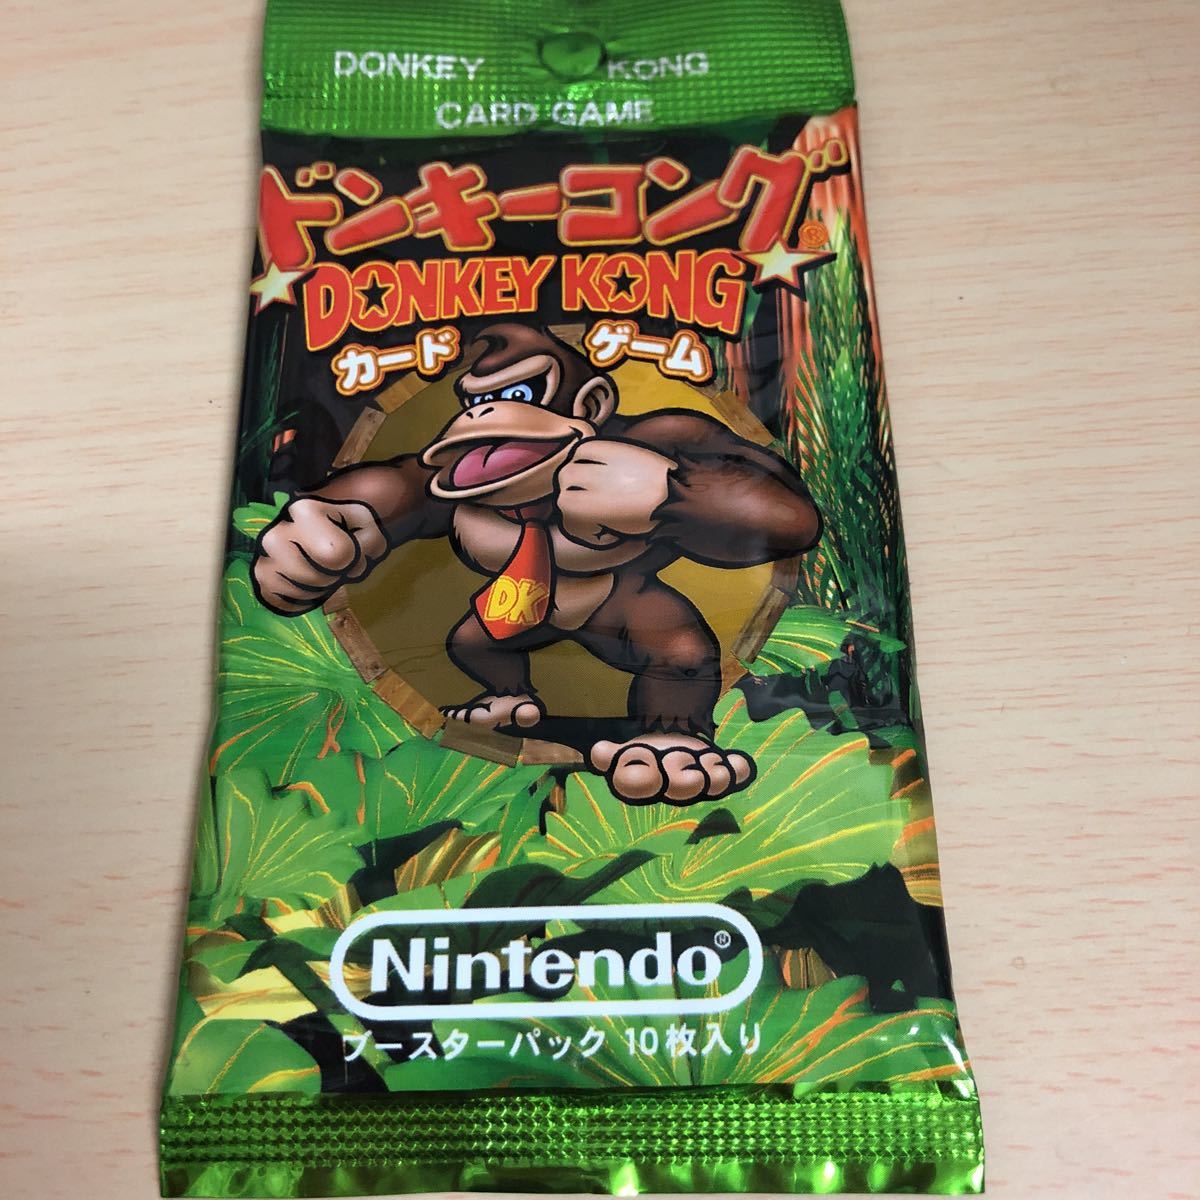 DONKEY KONG
CARD GAME
ドンキーコング®
DONKEY KONG
カード ゲーム
DK
Nintendo®
ブースターパック 10枚入り